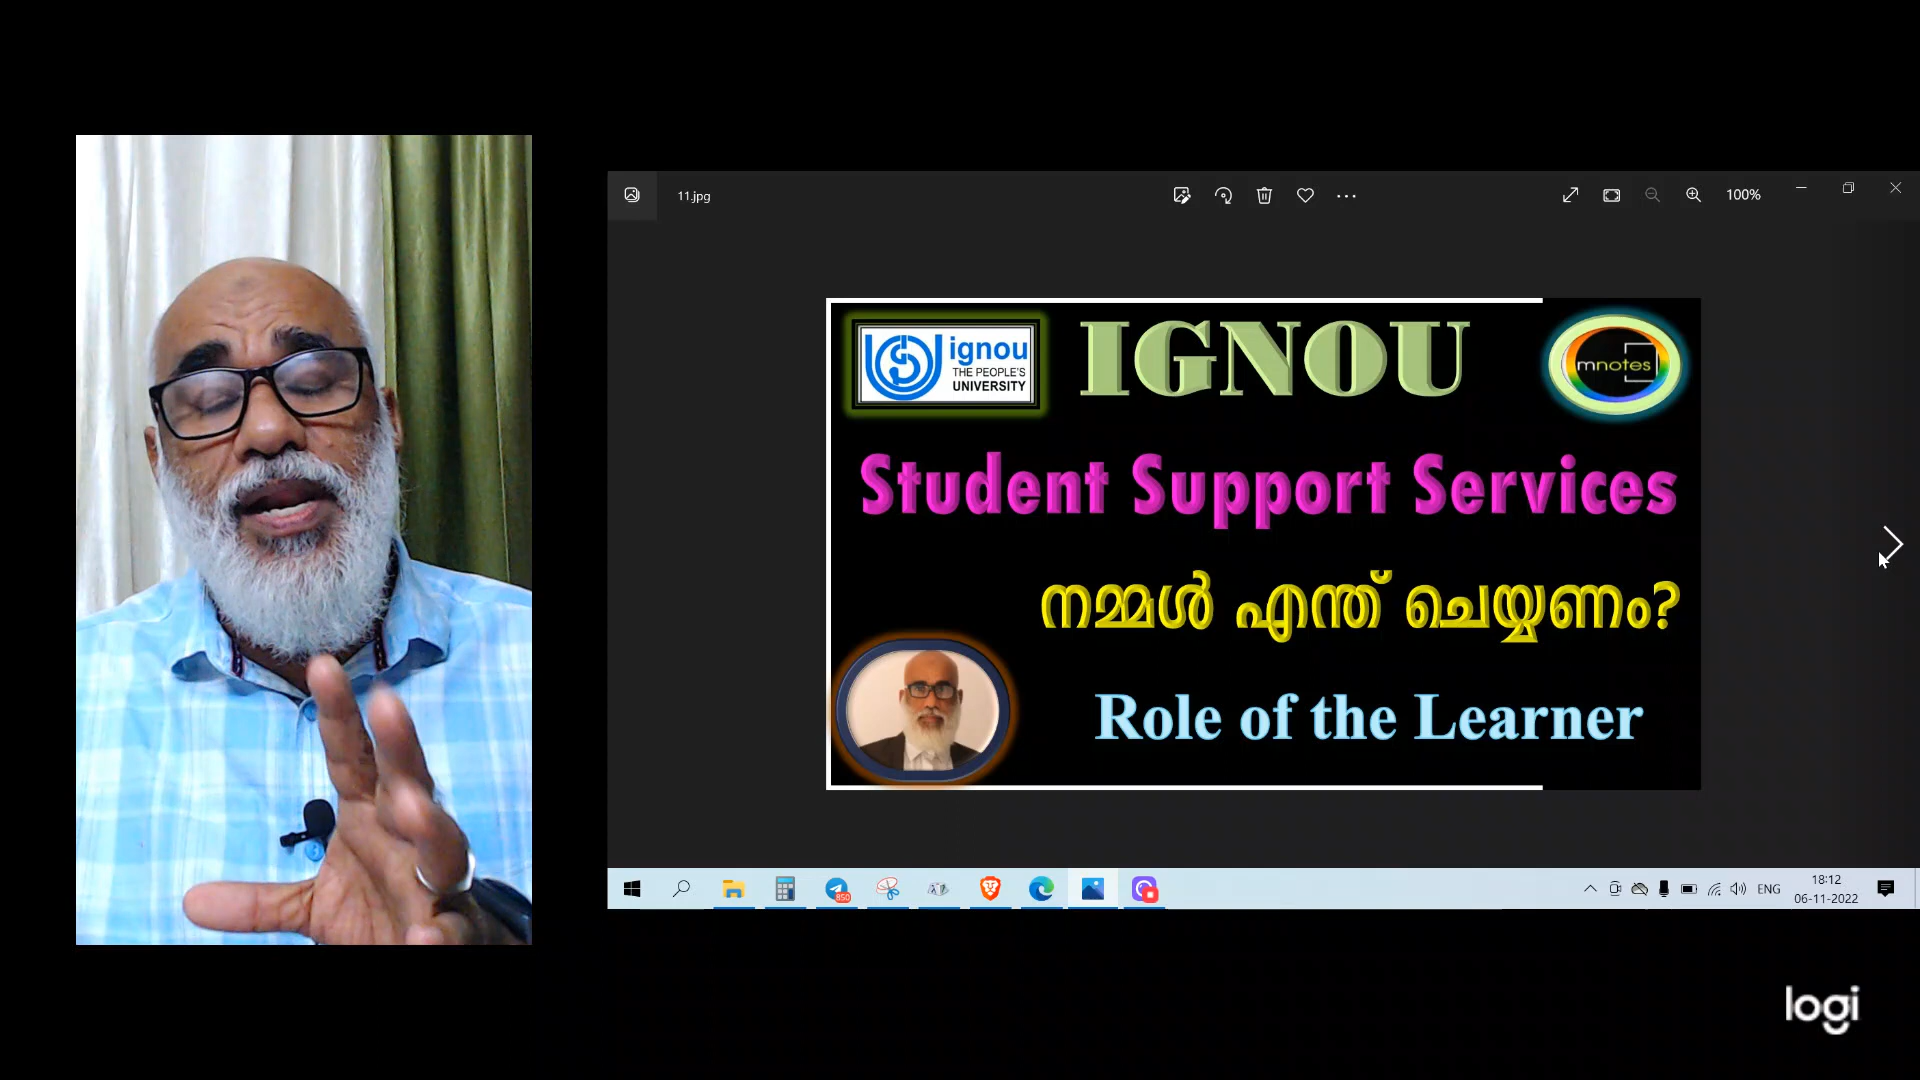 11.jpg
100%
ignou
THE PEOPLE'S
UNIVERSITY
IGNOU
mnotes
Student Support Services
നമ്മൾ എന്ത് ചെയ്യണം?
Role of the Learner
850
ENG
18:12
06-11-2022
logi